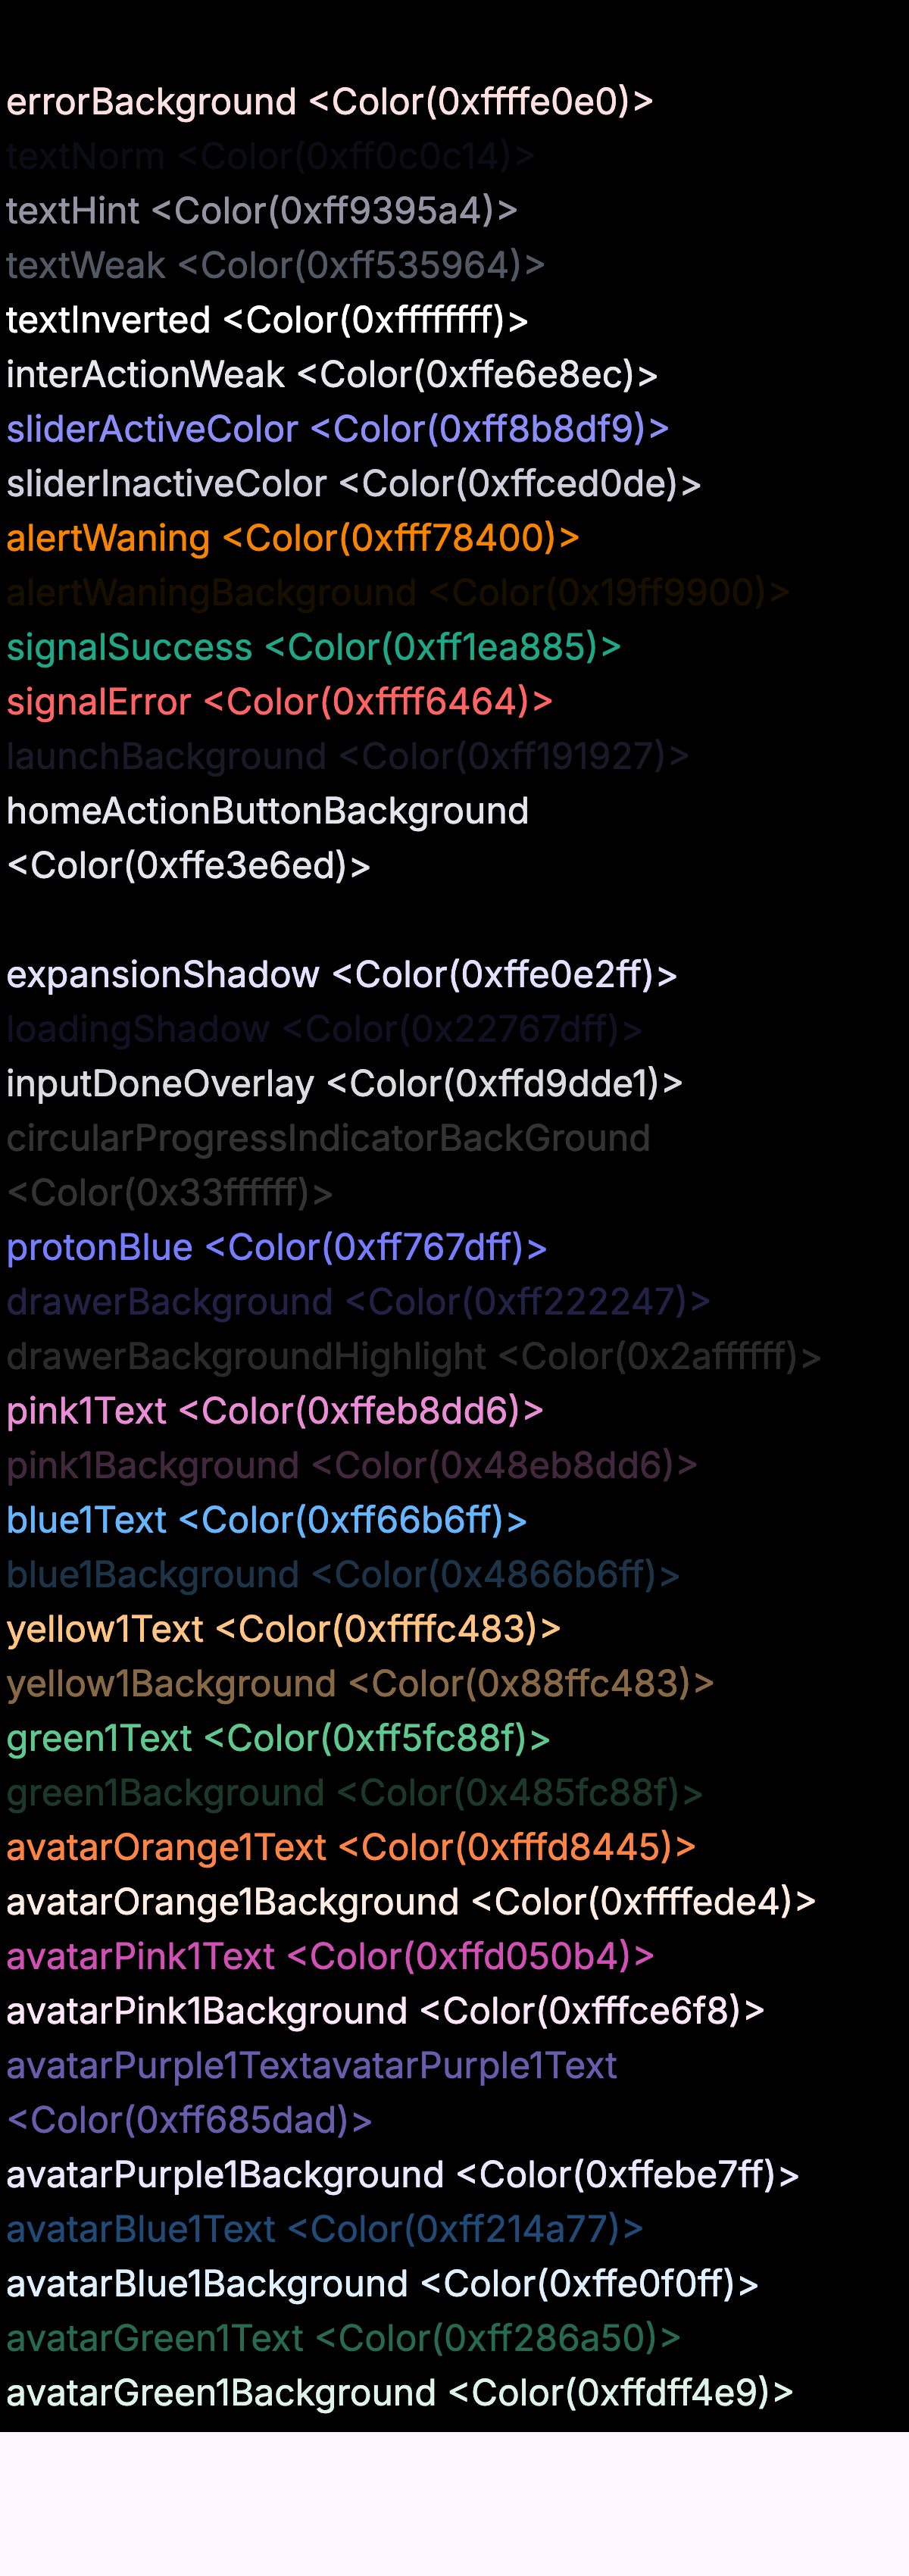 errorBackground <Color(0xffffe0e0)>
textNorm <Color(0xff0c0c14)>
textHint <Color(0xff9395a4)>
textWeak <Color(0xff535964)>
textInverted <Color(0xffffffff)>
interActionWeak <Color(0xffe6e8ec)>
sliderActiveColor <Color(0xff8b8df9)>
sliderInactiveColor <Color(0xffced0de)>
alertWaning <Color(0xfff78400)>
alertWaningBackground <Color(0x19ff9900)>
signalSuccess <Color(0xff1ea885)>
signalError <Color(0xffff6464)>
launchBackground <Color(0xff191927)>
homeActionButtonBackground
<Color(0xffe3e6ed)>
expansionShadow <Color(0xffe0e2ff)>
loadingShadow <Color(0x22767dff)>
inputDoneOverlay <Color(0xffd9dde1)>
circularProgressIndicatorBackGround
<Color(0x33ffffff)>
protonBlue <Color(0xff767dff)>
drawerBackground <Color(0xff222247)>
drawerBackgroundHighlight <Color(0x2affffff)>
pink1Text <Color(0xffeb8dd6)>
pink1Background <Color(0x48eb8dd6)>
blue1Text <Color(0xff66b6ff)>
blue1Background <Color(0x4866b6ff)>
yellow1Text <Color(0xffffc483)>
yellow1Background <Color(0x88ffc483)>
green1Text <Color(0xff5fc88f)>
green1Background <Color(0x485fc88f)>
avatarOrange1Text <Color(0xfffd8445)>
avatarOrange1Background <Color(0xffffede4)>
avatarPink1Text <Color(0xffd050b4)>
avatarPink1Background <Color(0xfffce6f8)>
avatarPurple1TextavatarPurple1Text
<Color(0xff685dad)>
avatarPurple1Background <Color(0xffebe7ff)>
avatarBlue1Text <Color(0xff214a77)>
avatarBlue1Background <Color(0xffe0f0ff)>
avatarGreen1Text <Color(0xff286a50)>
avatarGreen1Background <Color(0xffdff4e9)>